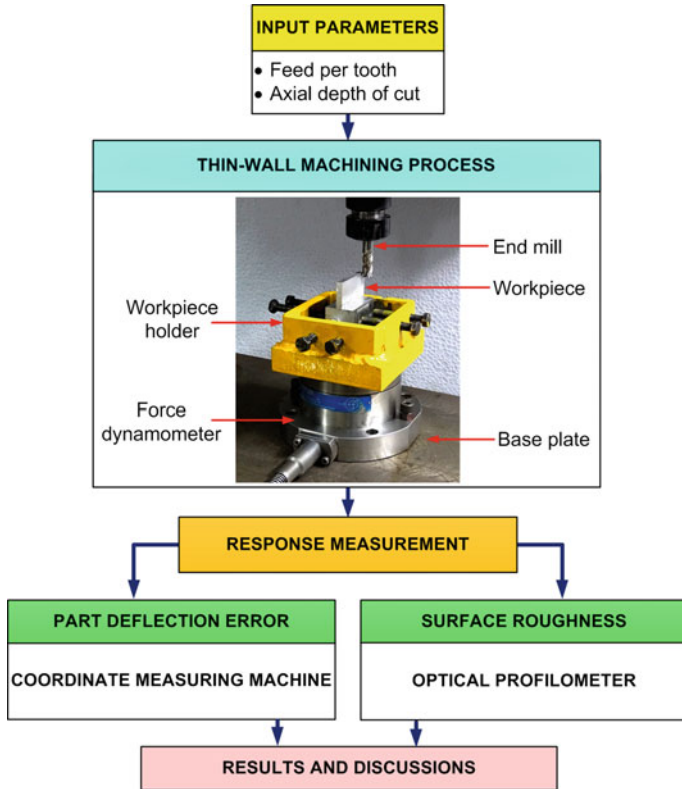 INPUT PARAMETERS
• Feed per tooth
• Axial depth of cut
THIN-WALL MACHINING PROCESS
End mill
Workpiece
Workpiece
holder
Force
dynamometer
Base plate
RESPONSE MEASUREMENT
PART DEFLECTION ERROR
COORDINATE MEASURING MACHINE
SURFACE ROUGHNESS
OPTICAL PROFILOMETER
RESULTS AND DISCUSSIONS